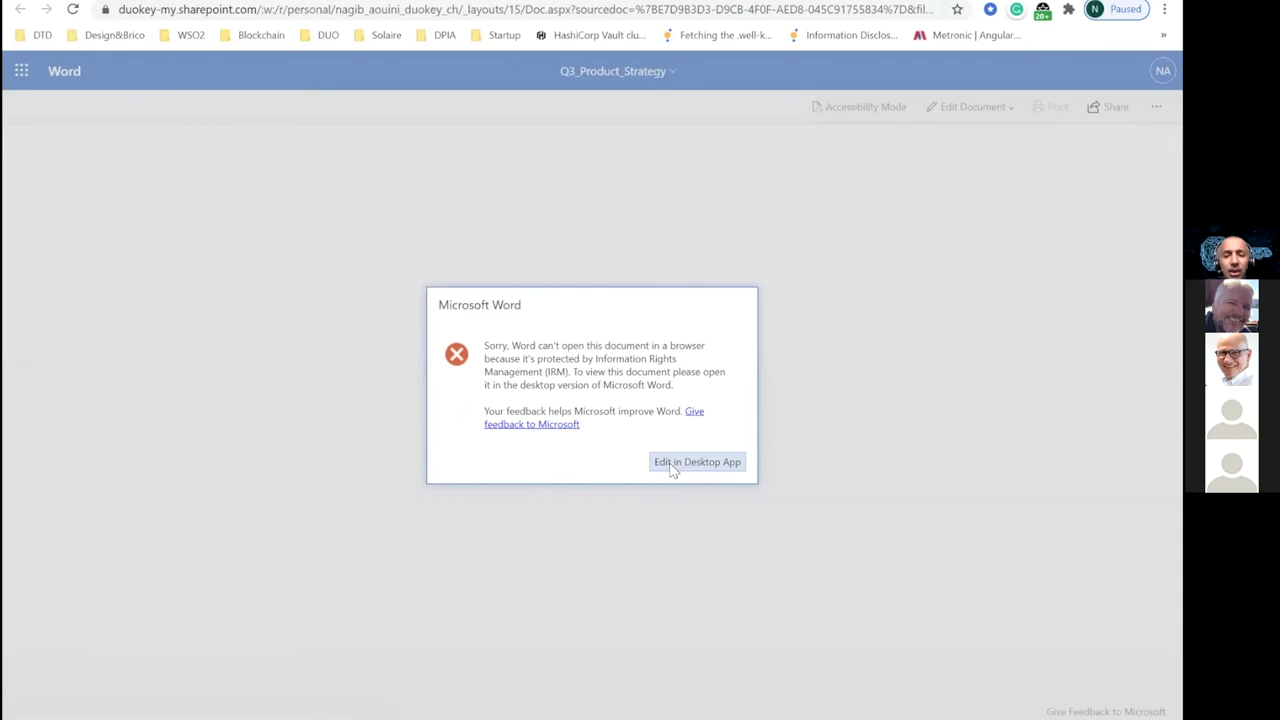 duokey-my.sharepoint.com/:w:/r/personal/nagib_aouini_duokey_ch/_layouts/15/Doc.aspx?sourcedoc=%7BE7D9B3D3-D9CB-4F0F-AED8-045C91755834%7D&fil...
20+
N
Paused
DTD
Design&Brico
WSO2
Blockchain
DUO
Solaire
DPIA
Startup
HashiCorp Vault clu...
Fetching the .well-k...
Information Disclos...
Metronic | Angular...
»
Word
Q3_Product_Strategy
NA
Accessibility Mode
Edit Document
Print
Share
Microsoft Word
Sorry, Word can't open this document in a browser
because it's protected by Information Rights
Management (IRM). To view this document please open
it in the desktop version of Microsoft Word.
Your feedback helps Microsoft improve Word. Give
feedback to Microsoft
Edit in Desktop App
Give Feedback to Microsoft